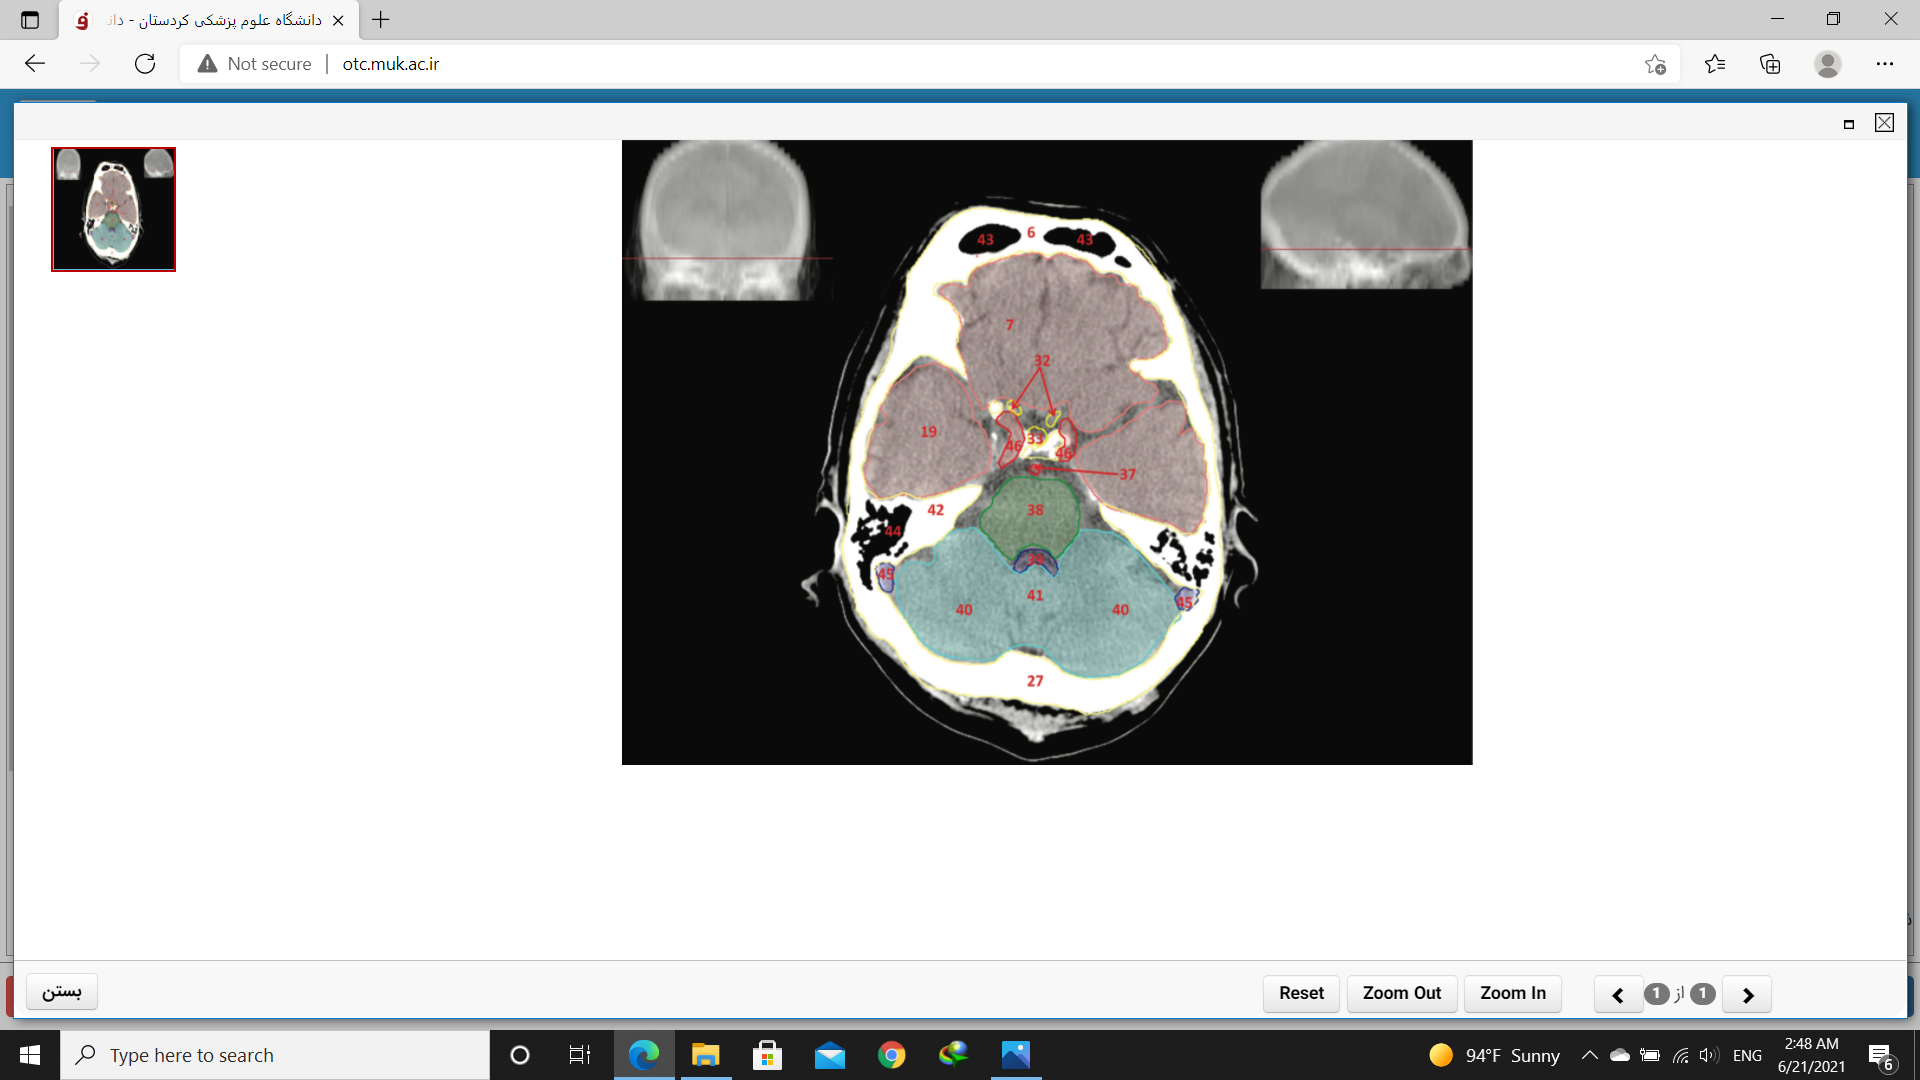 دانشگاه علوم پزشکی کردستان - دانـ
Not secure
otc.muk.ac.ir
43
6
43
7
32
19
33
46
46
37
42
38
44
39
45
41
40
40
45
27
بستن
Reset
Zoom Out
Zoom In
1 از 1
Type here to search
94°F Sunny
ENG
2:48 AM
6/21/2021
6